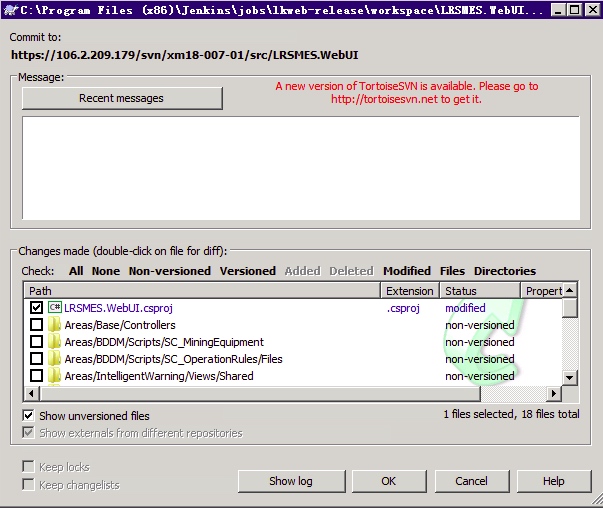 C:\Program Files (x86)\Jenkins\jobs\lkweb-release\workspace\LRSMES.WebUI...
Commit to:
https://106.2.209.179/svn/xm18-007-01/src/LRSMES.WebUI
Message:
Recent messages
A new version of TortoiseSVN is available. Please go to
http://tortoisesvn.net to get it.
Changes made (double-click on file for diff):
Check: All None Non-versioned Versioned Added Deleted Modified Files Directories
Path Extension Status Propert
C# LRSMES.WebUI.csproj .csproj modified
Areas/Base/Controllers non-versioned
Areas/BDDM/Scripts/SC_MiningEquipment non-versioned
Areas/BDDM/Scripts/SC_OperationRules/Files non-versioned
Areas/IntelligentWarning/Views/Shared non-versioned
Show unversioned files 1 files selected, 18 files total
Show externals from different repositories
Keep locks
Keep changelists
Show log OK Cancel Help